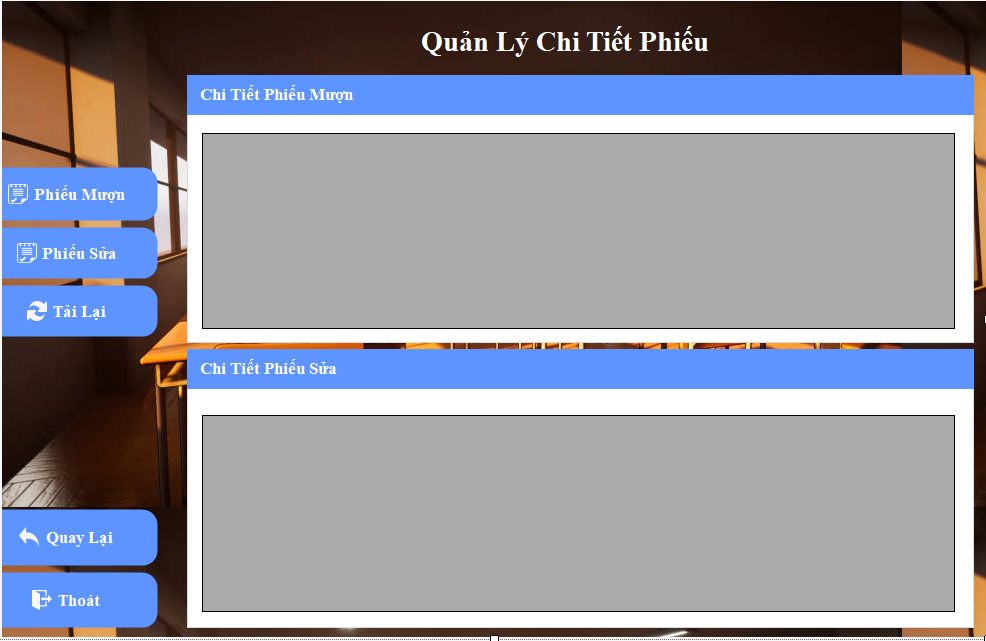 Quản Lý Chi Tiết Phiếu
Chi Tiết Phiếu Mượn
Phiếu Mượn
Phiếu Sửa
Tải Lại
Chi Tiết Phiếu Sửa
Quay Lại
Thoát